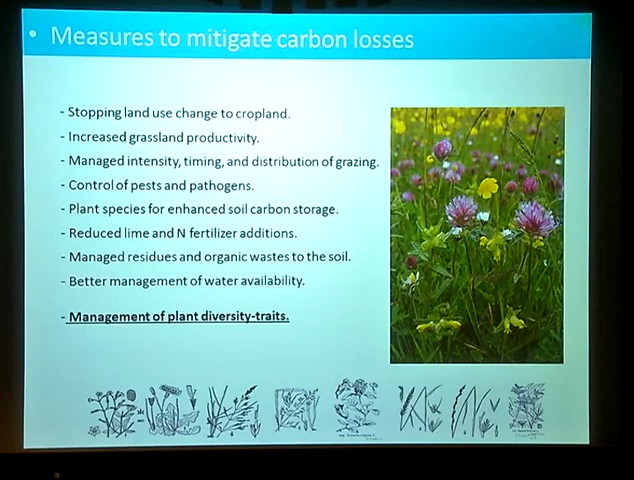 • Measures to mitigate carbon losses
- Stopping land use change to cropland.
- Increased grassland productivity.
- Managed intensity, timing, and distribution of grazing.
- Control of pests and pathogens.
- Plant species for enhanced soil carbon storage.
- Reduced lime and N fertilizer additions.
- Managed residues and organic wastes to the soil.
- Better management of water availability.
- Management of plant diversity-traits.